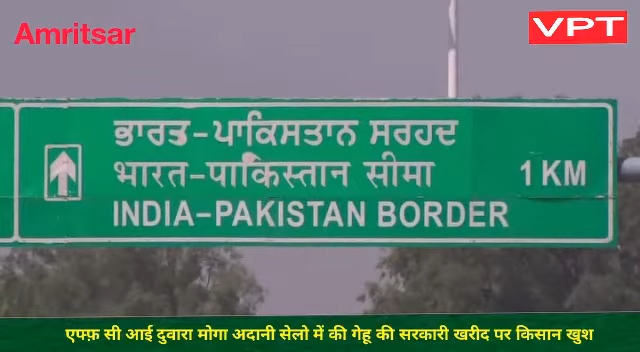 Amritsar
VPT
ਭਾਰਤ-ਪਾਕਿਸਤਾਨ ਸਰਹਦ
भारत-पाकिस्तान सीमा
1 KM
INDIA-PAKISTAN BORDER
एफ्फ़ सी आई दुवारा मोगा अदानी सेलो में की गेहू की सरकारी खरीद पर किसान खुश